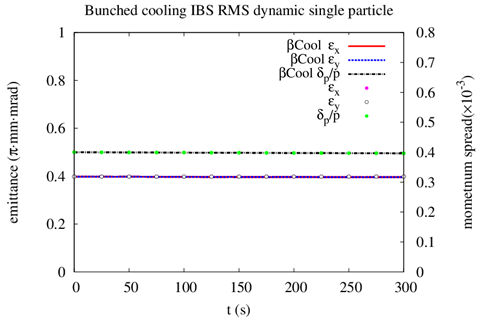 Bunched cooling IBS RMS dynamic single particle
1
0.8
0.6
0.4
0.2
0
emittance (π·mm·mrad)
βCool εx
βCool εy
βCool δp/p
εx
εy
δp/p
0.8
0.7
0.6
0.5
0.4
0.3
0.2
0.1
0
mometnum spread(×10⁻³)
0 50 100 150 200 250 300
t (s)